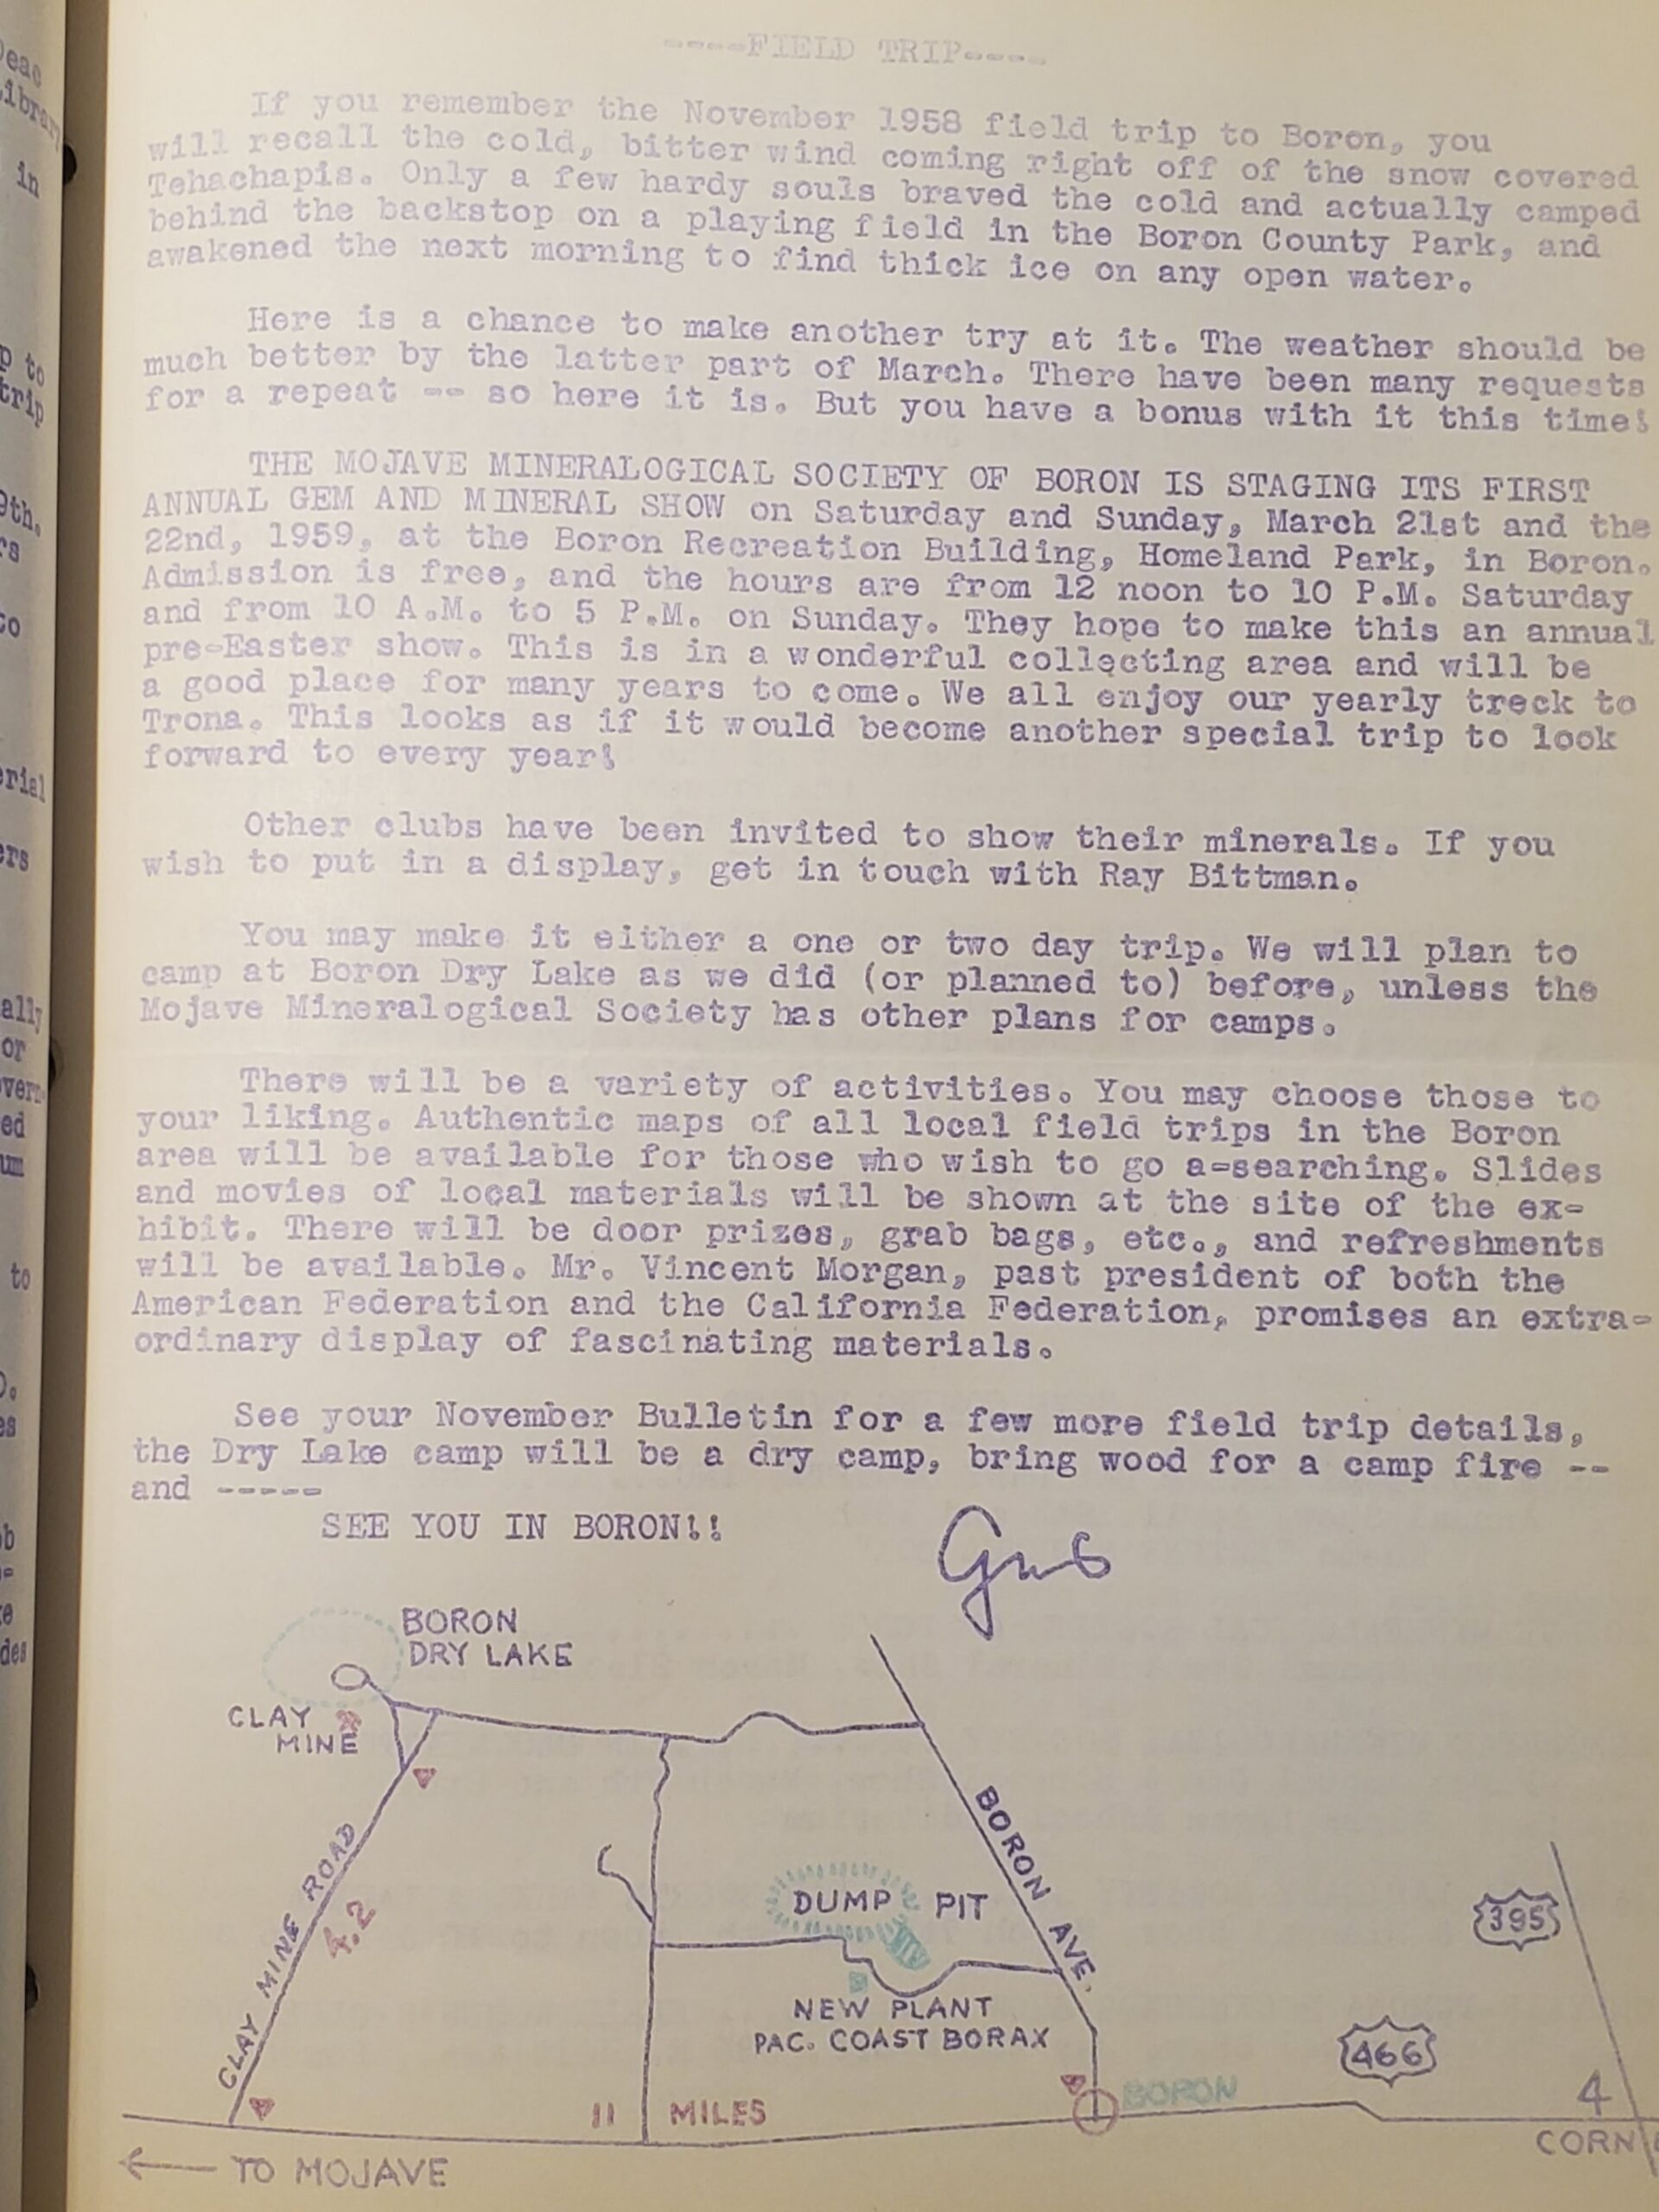 ----FIELD TRIP----
If you remember the November 1958 field trip to Boron, you
will recall the cold, bitter wind coming right off of the snow covered
Tehachapis. Only a few hardy souls braved the cold and actually camped
behind the backstop on a playing field in the Boron County Park, and
awakened the next morning to find thick ice on any open water.
Here is a chance to make another try at it. The weather should be
much better by the latter part of March. There have been many requests
for a repeat -- so here it is. But you have a bonus with it this time!
THE MOJAVE MINERALOGICAL SOCIETY OF BORON IS STAGING ITS FIRST
ANNUAL GEM AND MINERAL SHOW on Saturday and Sunday, March 21st and the
22nd, 1959, at the Boron Recreation Building, Homeland Park, in Boron.
Admission is free, and the hours are from 12 noon to 10 P.M. Saturday
and from 10 A.M. to 5 P.M. on Sunday. They hope to make this an annual
pre-Easter show. This is in a wonderful collecting area and will be
a good place for many years to come. We all enjoy our yearly treck to
Trona. This looks as if it would become another special trip to look
forward to every year!
Other clubs have been invited to show their minerals. If you
wish to put in a display, get in touch with Ray Bittman.
You may make it either a one or two day trip. We will plan to
camp at Boron Dry Lake as we did (or planned to) before, unless the
Mojave Mineralogical Society has other plans for camps.
There will be a variety of activities. You may choose those to
your liking. Authentic maps of all local field trips in the Boron
area will be available for those who wish to go a-searching. Slides
and movies of local materials will be shown at the site of the ex-
hibit. There will be door prizes, grab bags, etc., and refreshments
will be available. Mr. Vincent Morgan, past president of both the
American Federation and the California Federation, promises an extra-
ordinary display of fascinating materials.
See your November Bulletin for a few more field trip details,
the Dry Lake camp will be a dry camp, bring wood for a camp fire --
and -----
SEE YOU IN BORON!!
Gus
BORON
DRY LAKE
CLAY
MINE
CLAY MINE ROAD
4.2
BORON AVE.
DUMP PIT
395
NEW PLANT
PAC. COAST BORAX
466
BORON
4
11 MILES
CORN
← TO MOJAVE